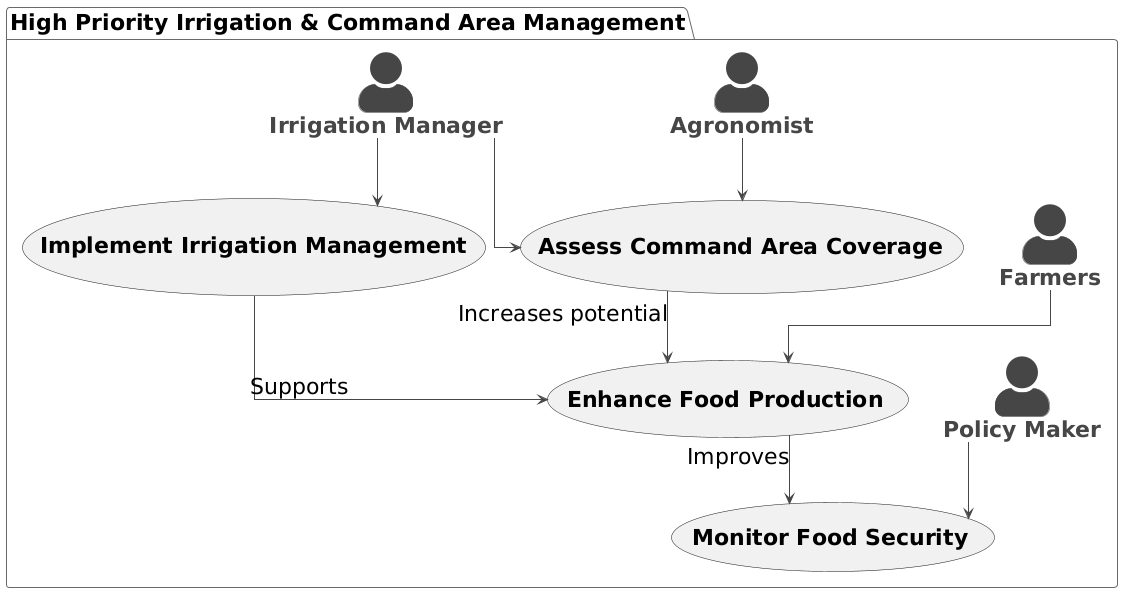 High Priority Irrigation & Command Area Management
Irrigation Manager
Agronomist
Implement Irrigation Management
Assess Command Area Coverage
Farmers
Increases potential
Supports
Enhance Food Production
Policy Maker
Improves
Monitor Food Security